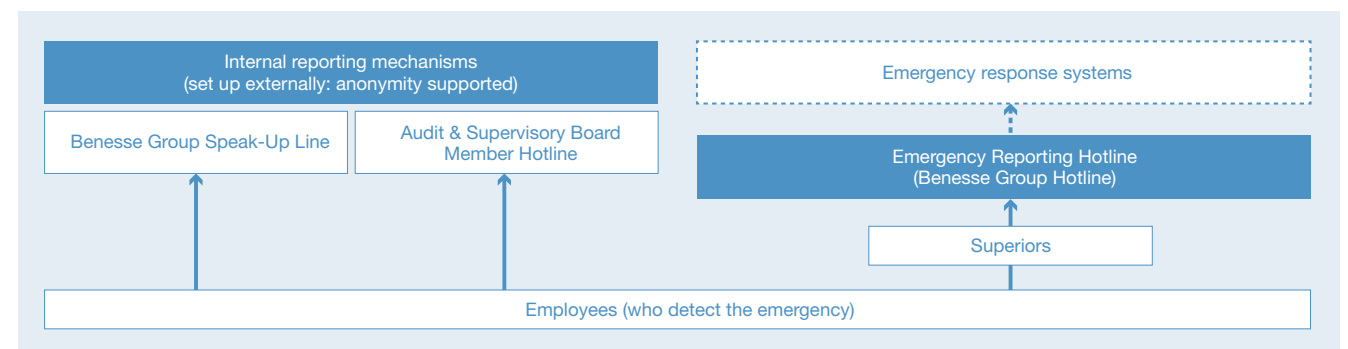 Internal reporting mechanisms
(set up externally: anonymity supported)
Benesse Group Speak-Up Line
Audit & Supervisory Board
Member Hotline
Emergency response systems
Emergency Reporting Hotline
(Benesse Group Hotline)
Superiors
Employees (who detect the emergency)